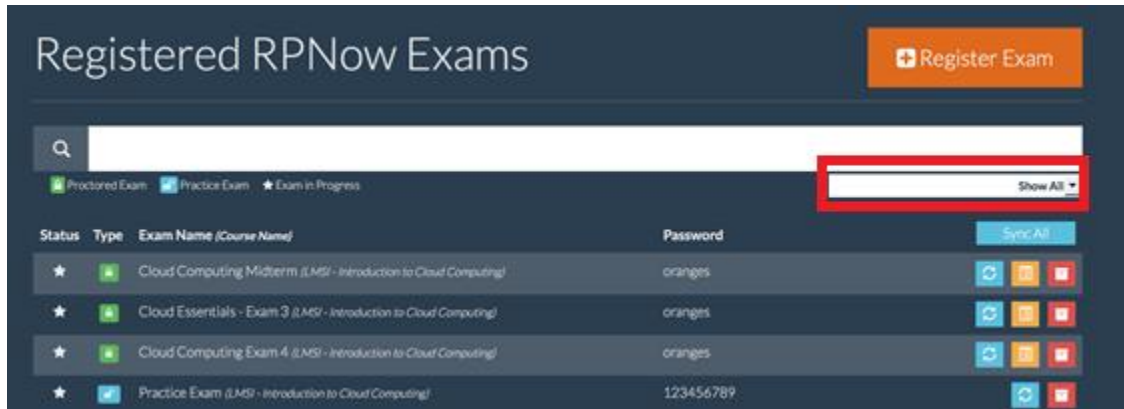 Registered RPNow Exams
Register Exam
Proctored Exam Practice Exam Exam in Progress
Show All
Status Type Exam Name (Course Name) Password Sync All
Cloud Computing Midterm (LMSI - Introduction to Cloud Computing) oranges
Cloud Essentials - Exam 3 (LMSI - Introduction to Cloud Computing) oranges
Cloud Computing Exam 4 (LMSI - Introduction to Cloud Computing) oranges
Practice Exam (LMSI - Introduction to Cloud Computing) 123456789